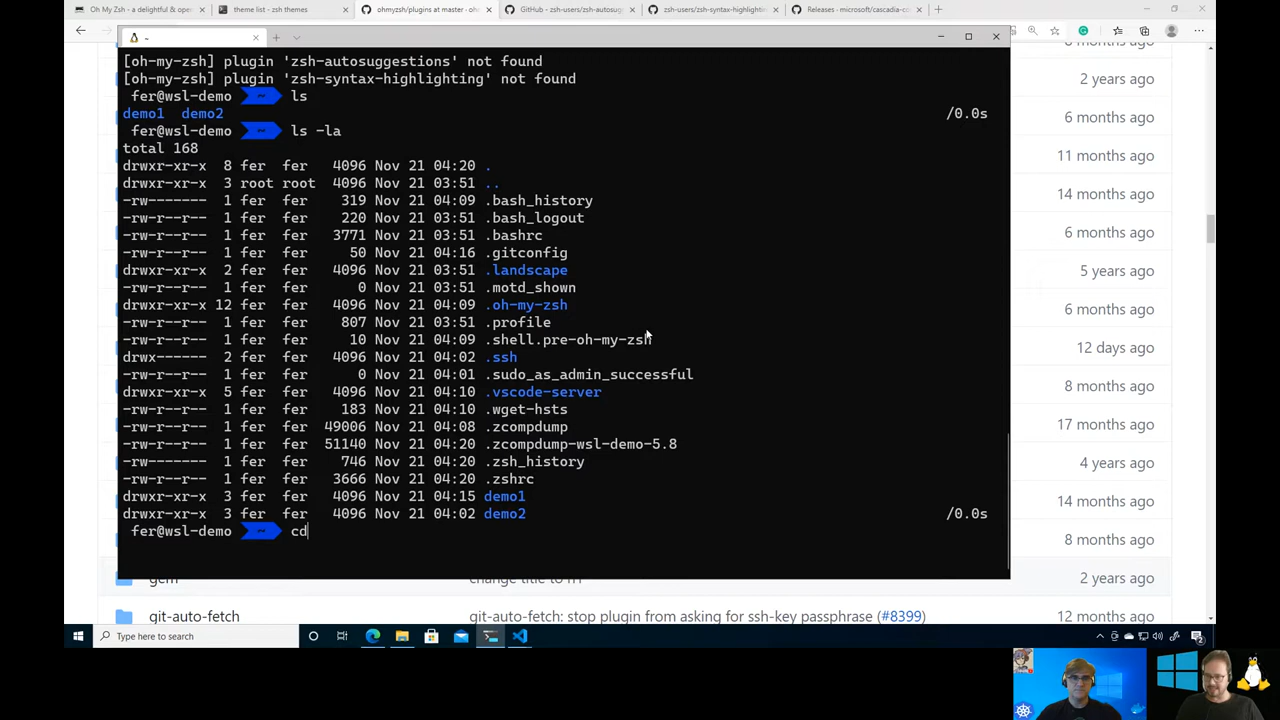 Oh My Zsh - a delightful & open
theme list - zsh themes
ohmyzsh/plugins at master · ohm
GitHub - zsh-users/zsh-autosug
zsh-users/zsh-syntax-highlightin
Releases · microsoft/cascadia-co
~
[oh-my-zsh] plugin 'zsh-autosuggestions' not found
[oh-my-zsh] plugin 'zsh-syntax-highlighting' not found
fer@wsl-demo ~ ls
demo1 demo2 /0.0s
fer@wsl-demo ~ ls -la
total 168
drwxr-xr-x 8 fer fer 4096 Nov 21 04:20 .
drwxr-xr-x 3 root root 4096 Nov 21 03:51 ..
-rw------- 1 fer fer 319 Nov 21 04:09 .bash_history
-rw-r--r-- 1 fer fer 220 Nov 21 03:51 .bash_logout
-rw-r--r-- 1 fer fer 3771 Nov 21 03:51 .bashrc
-rw-r--r-- 1 fer fer 50 Nov 21 04:16 .gitconfig
drwxr-xr-x 2 fer fer 4096 Nov 21 03:51 .landscape
-rw-r--r-- 1 fer fer 0 Nov 21 03:51 .motd_shown
drwxr-xr-x 12 fer fer 4096 Nov 21 04:09 .oh-my-zsh
-rw-r--r-- 1 fer fer 807 Nov 21 03:51 .profile
-rw-r--r-- 1 fer fer 10 Nov 21 04:09 .shell.pre-oh-my-zsh
drwx------ 2 fer fer 4096 Nov 21 04:02 .ssh
-rw-r--r-- 1 fer fer 0 Nov 21 04:01 .sudo_as_admin_successful
drwxr-xr-x 5 fer fer 4096 Nov 21 04:10 .vscode-server
-rw-r--r-- 1 fer fer 183 Nov 21 04:10 .wget-hsts
-rw-r--r-- 1 fer fer 49006 Nov 21 04:08 .zcompdump
-rw-r--r-- 1 fer fer 51140 Nov 21 04:20 .zcompdump-wsl-demo-5.8
-rw------- 1 fer fer 746 Nov 21 04:20 .zsh_history
-rw-r--r-- 1 fer fer 3666 Nov 21 04:20 .zshrc
drwxr-xr-x 3 fer fer 4096 Nov 21 04:15 demo1
drwxr-xr-x 3 fer fer 4096 Nov 21 04:02 demo2 /0.0s
fer@wsl-demo ~ cd
2 years ago
6 months ago
11 months ago
14 months ago
6 months ago
5 years ago
6 months ago
12 days ago
8 months ago
17 months ago
4 years ago
14 months ago
8 months ago
gem 2 years ago
git-auto-fetch git-auto-fetch: stop plugin from asking for ssh-key passphrase (#8399) 12 months ago
Type here to search
2